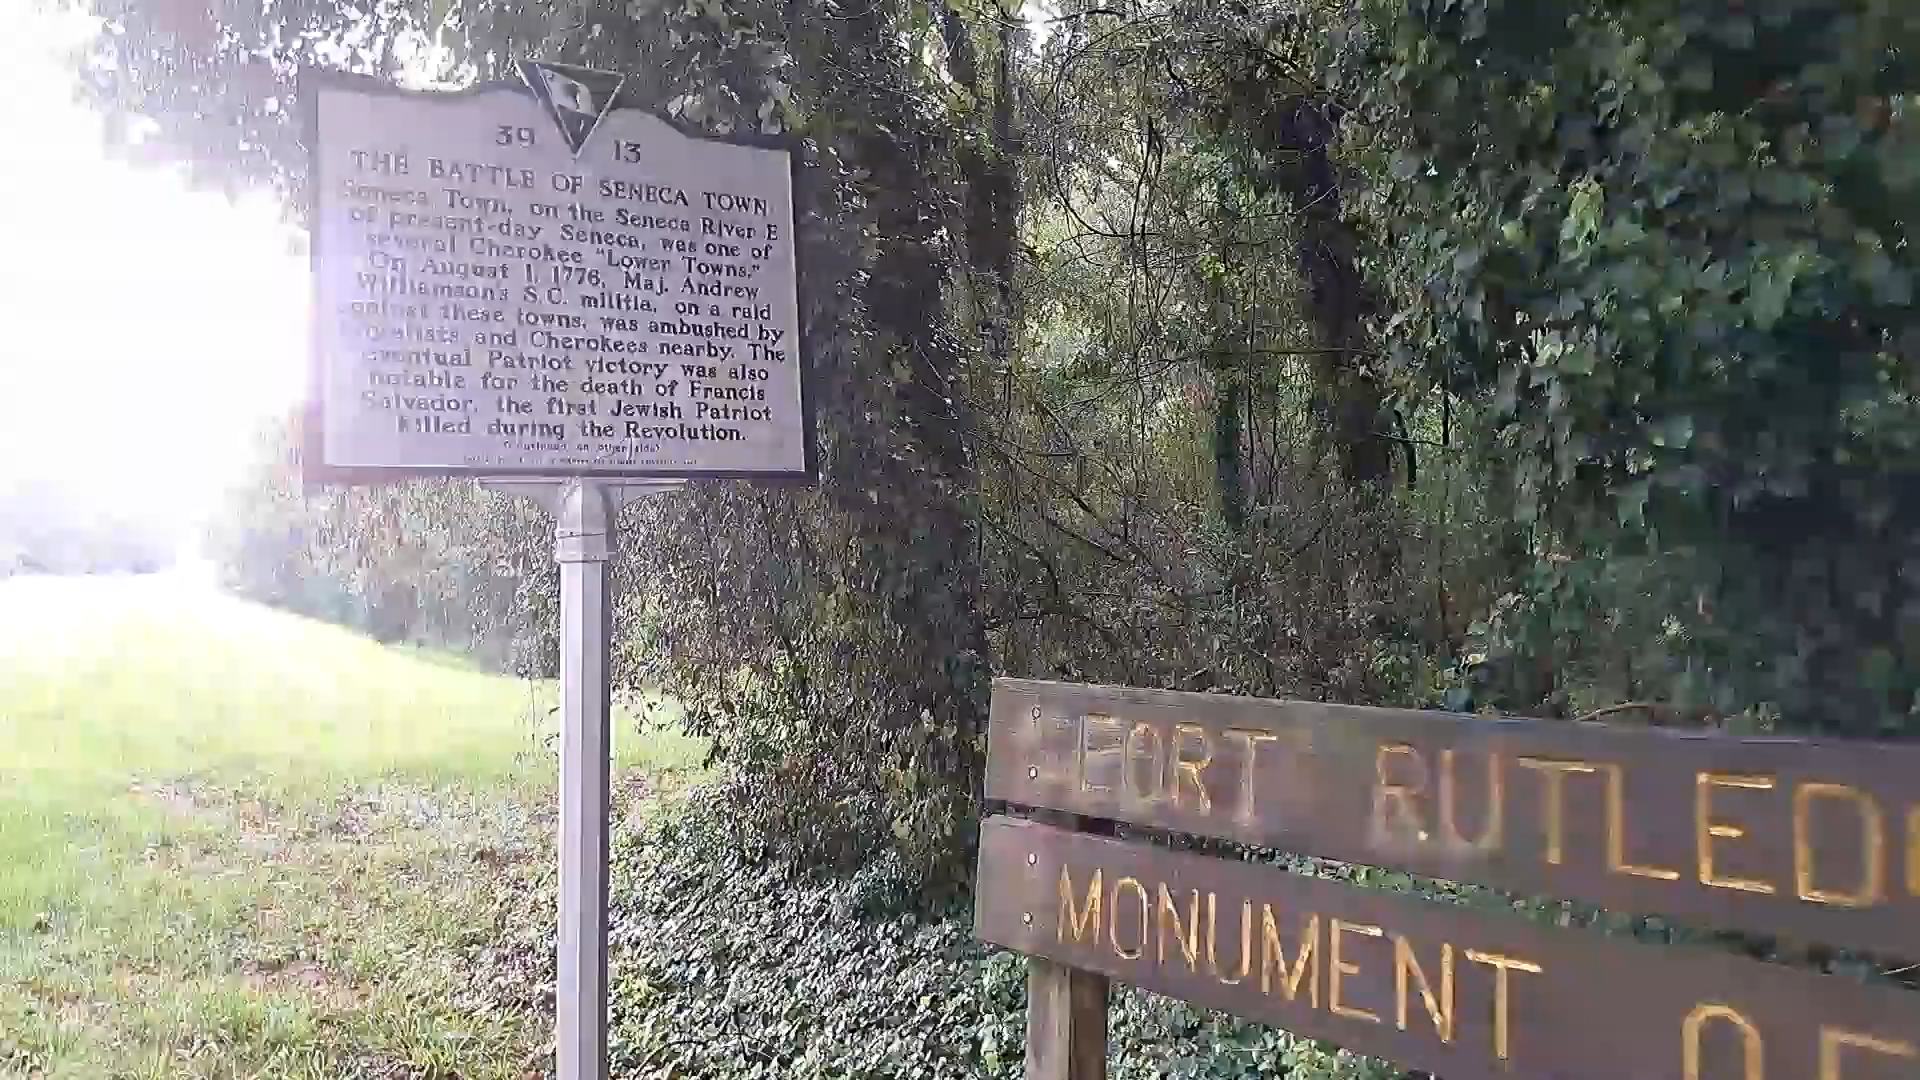 39 13
THE BATTLE OF SENECA TOWN
Seneca Town, on the Seneca River E
of present-day Seneca, was one of
several Cherokee "Lower Towns."
On August 1, 1776, Maj. Andrew
Williamson's S.C. militia, on a raid
against these towns, was ambushed by
Loyalists and Cherokees nearby. The
eventual Patriot victory was also
notable for the death of Francis
Salvador, the first Jewish Patriot
killed during the Revolution.
(Continued on other side)
FORT RUTLEDG
MONUMENT OF